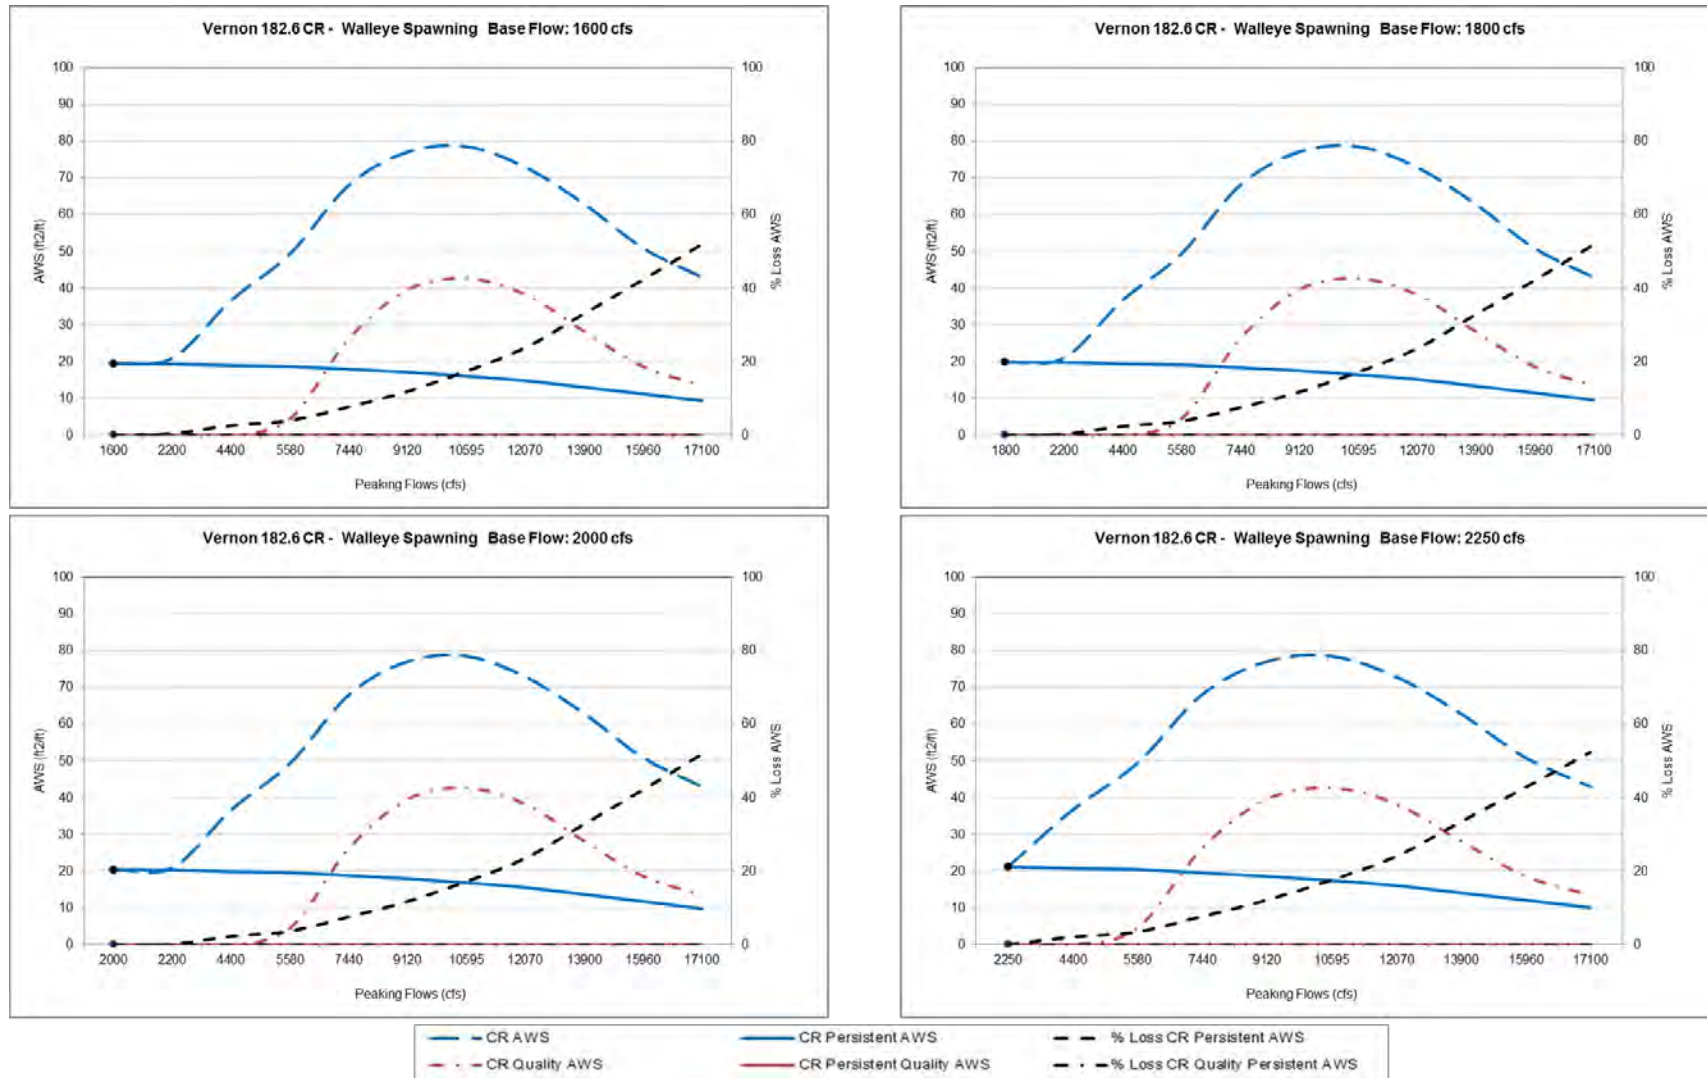 Vernon 182.6 CR - Walleye Spawning Base Flow: 1600 cfs
100 90 80 70 60 50 40 30 20 10 0
AWS (ft2/ft)
100 80 60 40 20 0
% Loss AWS
1600 2200 4400 5580 7440 9120 10595 12070 13900 15960 17100
Peaking Flows (cfs)
Vernon 182.6 CR - Walleye Spawning Base Flow: 1800 cfs
100 90 80 70 60 50 40 30 20 10 0
AWS (ft2/ft)
100 80 60 40 20 0
% Loss AWS
1800 2200 4400 5580 7440 9120 10595 12070 13900 15960 17100
Peaking Flows (cfs)
Vernon 182.6 CR - Walleye Spawning Base Flow: 2000 cfs
100 90 80 70 60 50 40 30 20 10 0
AWS (ft2/ft)
100 80 60 40 20 0
% Loss AWS
2000 2200 4400 5580 7440 9120 10595 12070 13900 15960 17100
Peaking Flows (cfs)
Vernon 182.6 CR - Walleye Spawning Base Flow: 2250 cfs
100 90 80 70 60 50 40 30 20 10 0
AWS (ft2/ft)
100 80 60 40 20 0
% Loss AWS
2250 4400 5580 7440 9120 10595 12070 13900 15960 17100
Peaking Flows (cfs)
CR AWS CR Persistent AWS % Loss CR Persistent AWS
CR Quality AWS CR Persistent Quality AWS % Loss CR Quality Persistent AWS